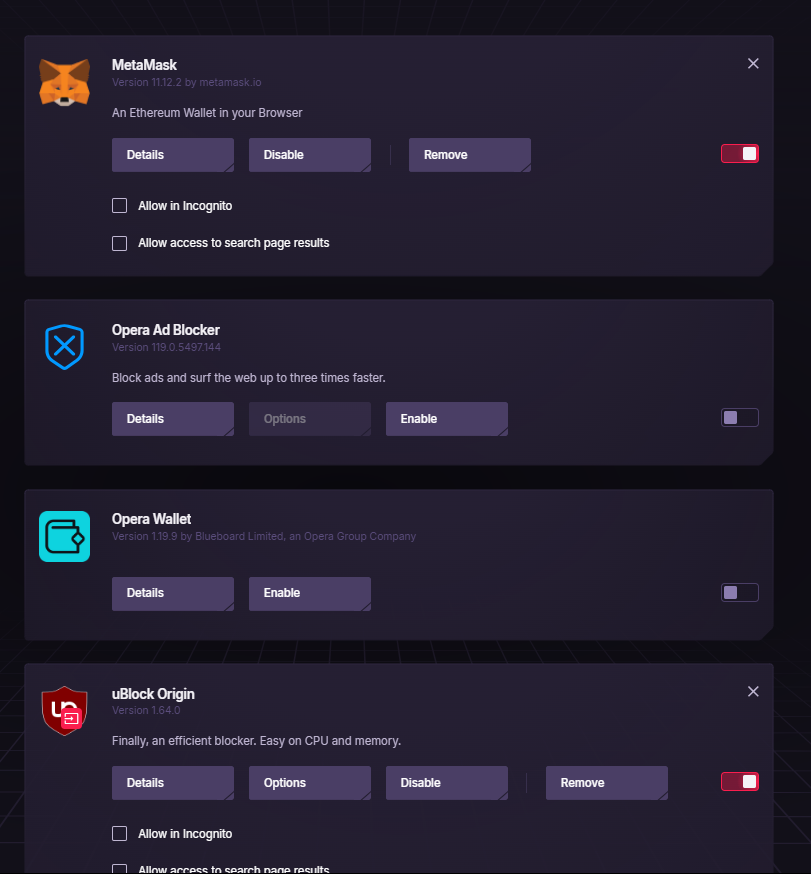 MetaMask
Version 11.12.2 by metamask.io
An Ethereum Wallet in your Browser
Details
Disable
Remove
Allow in Incognito
Allow access to search page results
Opera Ad Blocker
Version 119.0.5497.144
Block ads and surf the web up to three times faster.
Details
Options
Enable
Opera Wallet
Version 1.19.9 by Blueboard Limited, an Opera Group Company
Details
Enable
uBlock Origin
Version 1.64.0
Finally, an efficient blocker. Easy on CPU and memory.
Details
Options
Disable
Remove
Allow in Incognito
Allow access to search page results